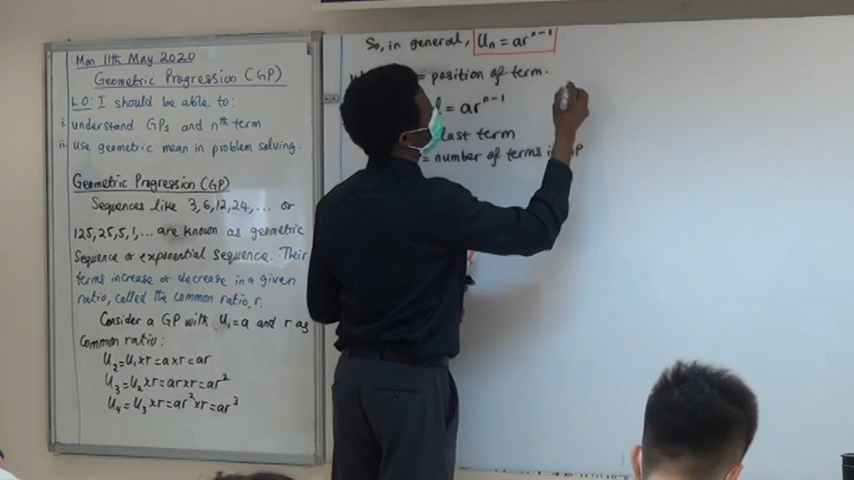 Mon 11th May 2020
Geometric Progression (GP)
LO: I should be able to:
i. understand GPs and nth term
ii. use geometric mean in problem solving.
Geometric Progression (GP)
Sequences like 3, 6, 12, 24, ... or
125, 25, 5, 1, ... are known as geometric
Sequence or exponential sequence. Their
terms increase or decrease in a given
ratio, called the common ratio, r.
Consider a GP with U₁ = a and r as
Common ratio:
U₂ = U₁ × r = a × r = ar
U₃ = U₂ × r = ar × r = ar²
U₄ = U₃ × r = ar² × r = ar³
So, in general, Uₙ = arⁿ⁻¹
= position of term.
= arⁿ⁻¹
last term
= number of terms in GP